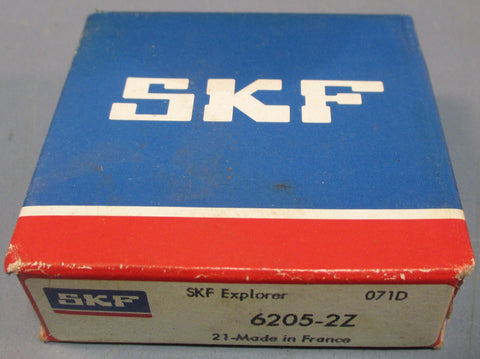 SKF
SKF
SKF Explorer 071D
6205-2Z
21-Made in France